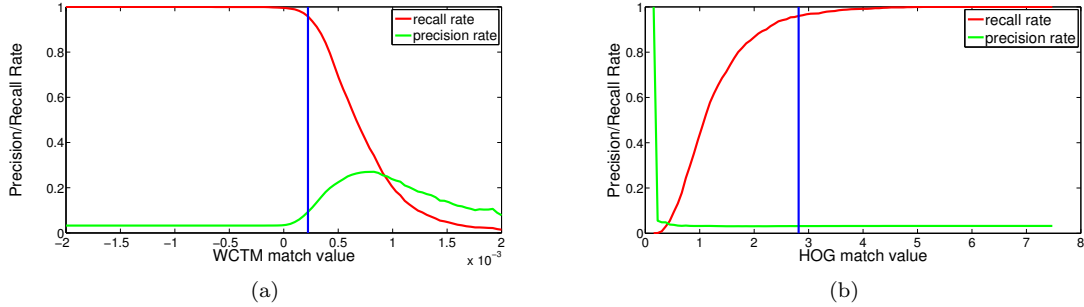 Precision/Recall Rate
1
0.8
0.6
0.4
0.2
0
recall rate
precision rate
−2 −1.5 −1 −0.5 0 0.5 1 1.5 2
x 10⁻³
WCTM match value
(a)
Precision/Recall Rate
1
0.8
0.6
0.4
0.2
0
recall rate
precision rate
0 1 2 3 4 5 6 7 8
HOG match value
(b)